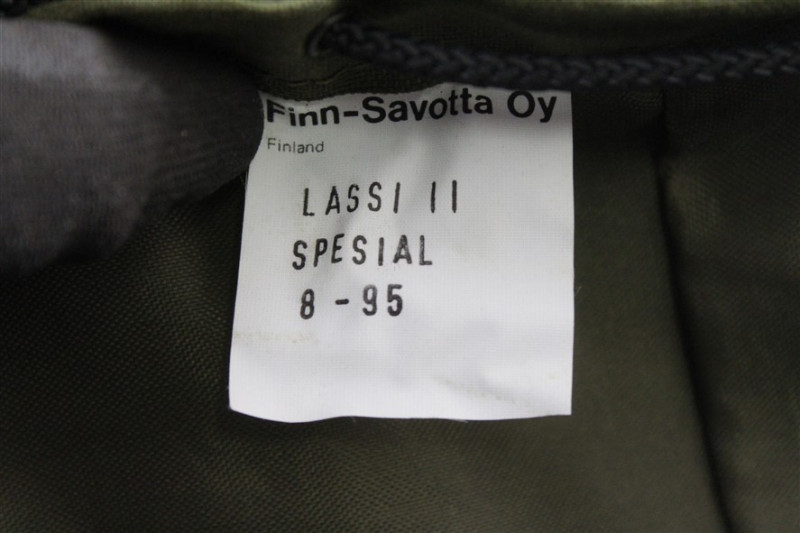 Finn-Savotta Oy
Finland
LASSI II
SPESIAL
8-95